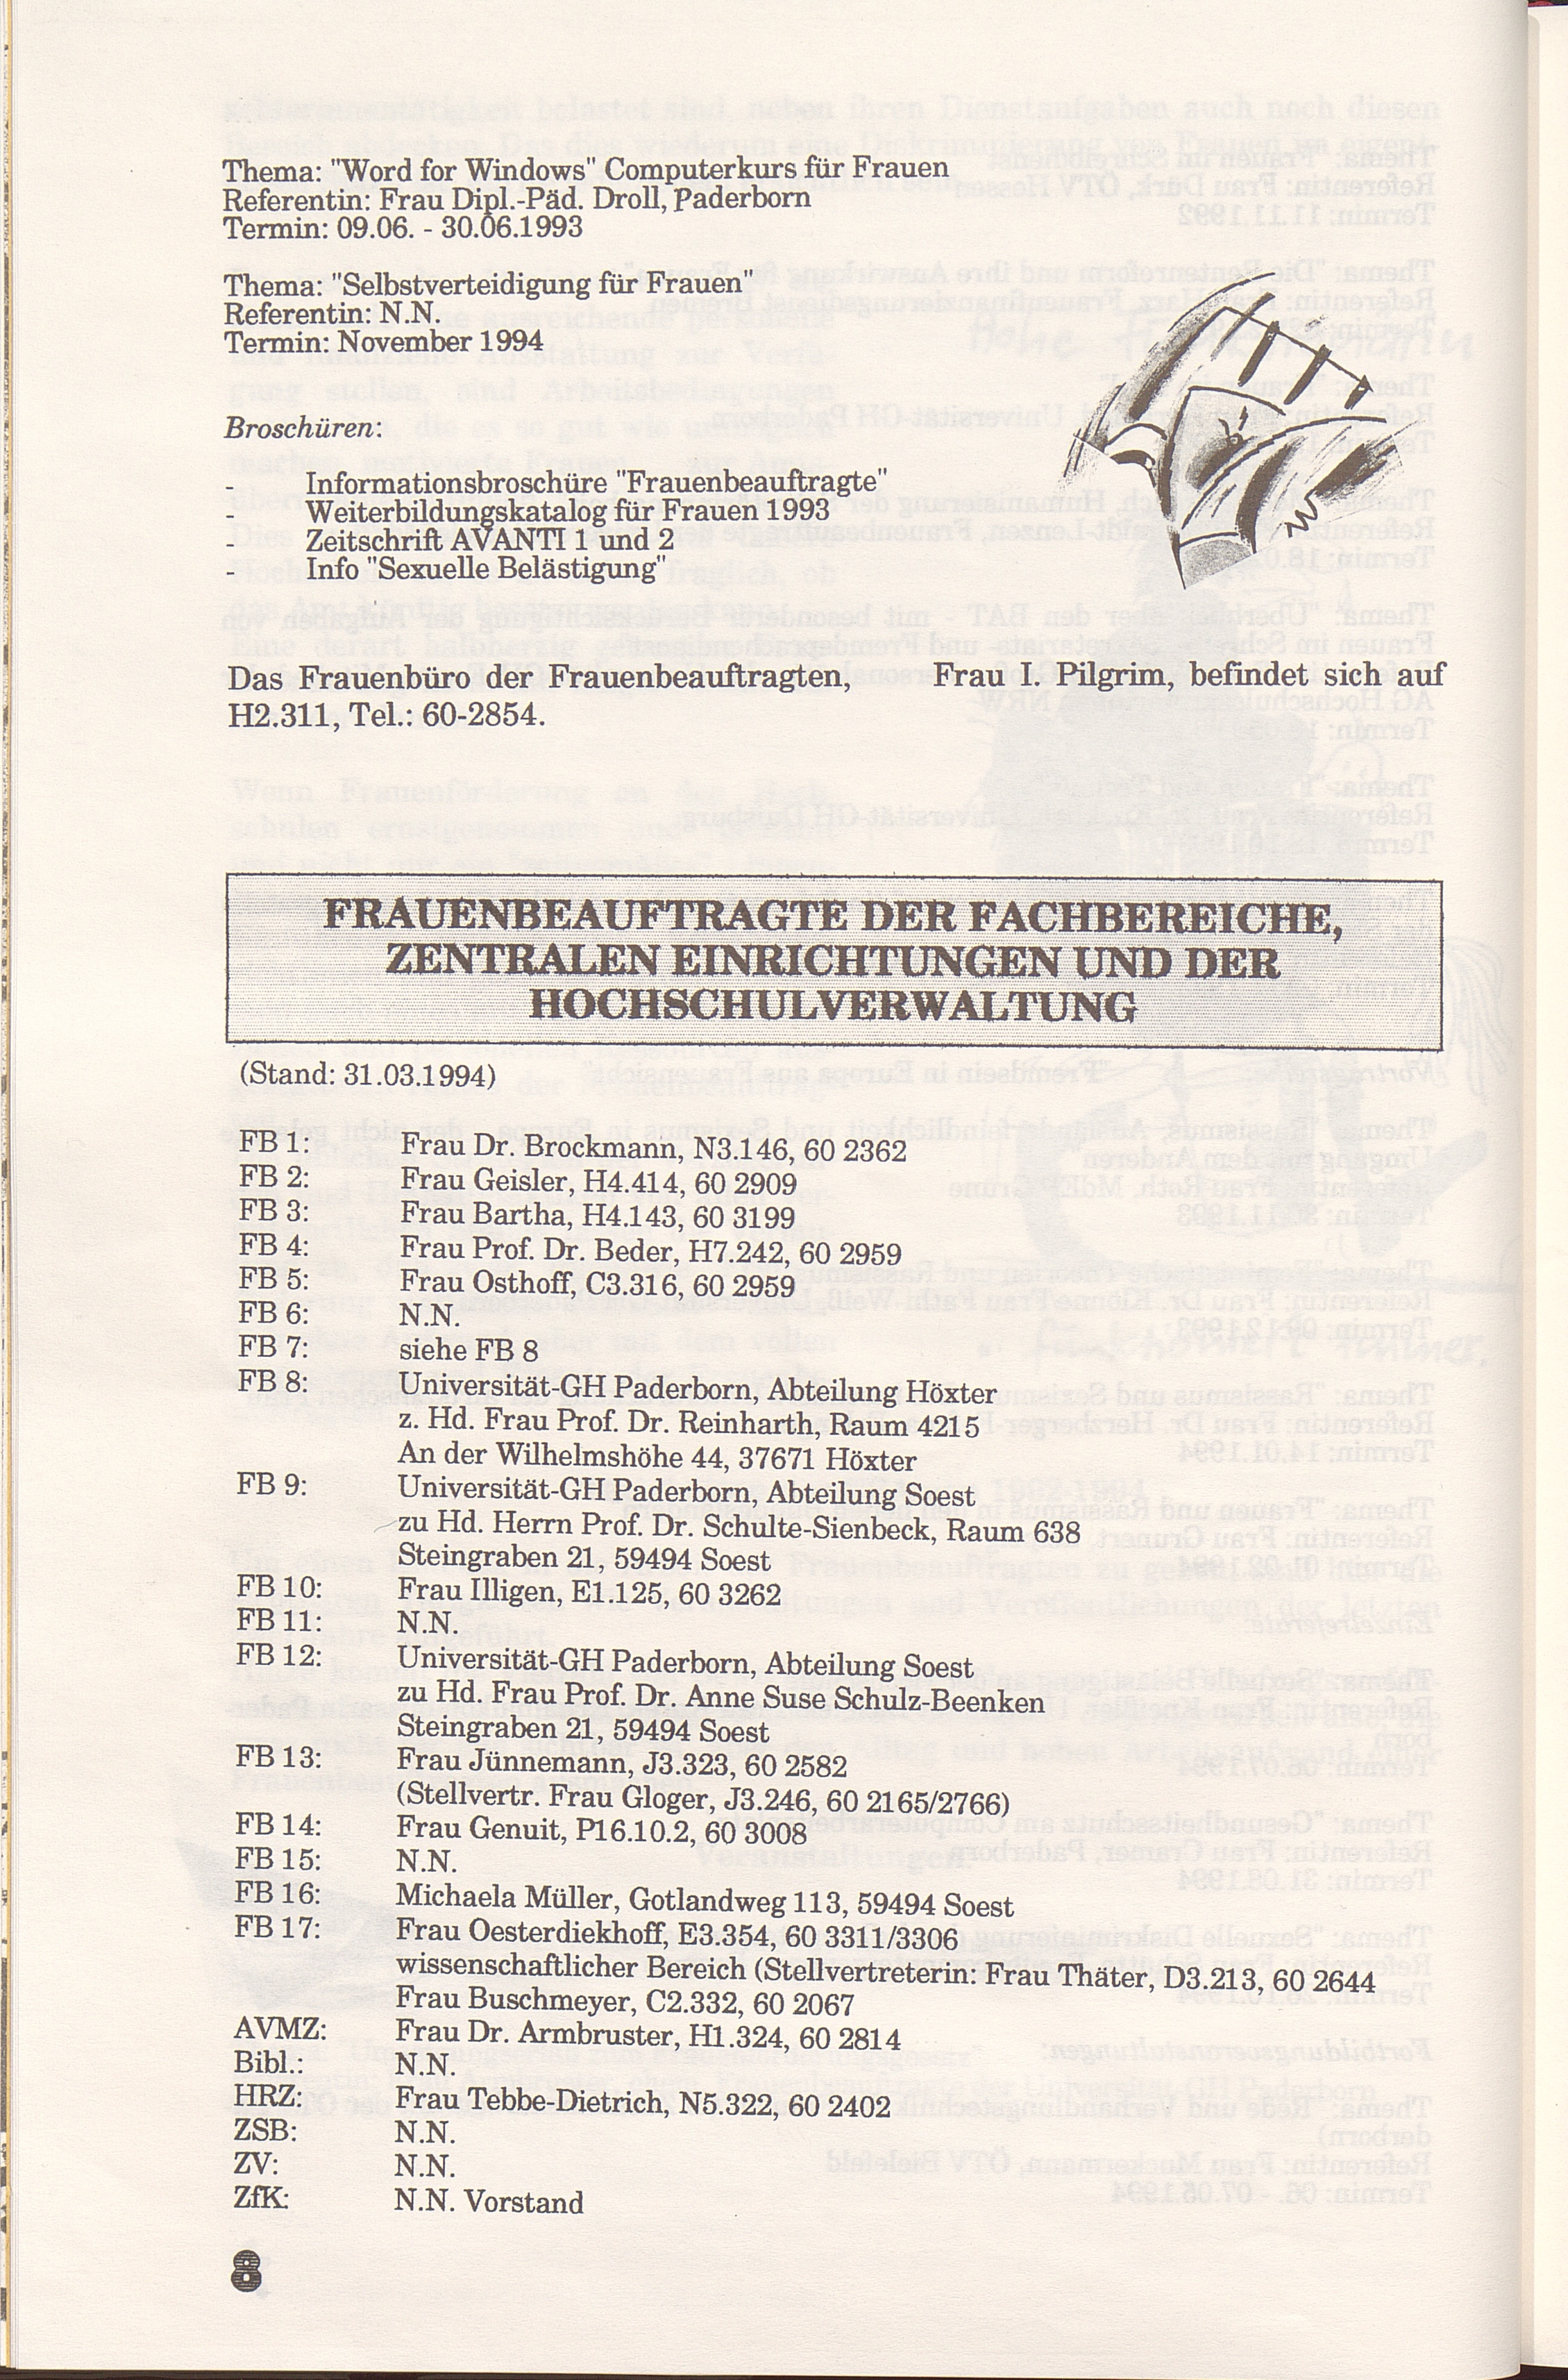 Thema: "Word for Windows" Computerkurs für Frauen
Referentin: Frau Dipl.-Päd. Droll, Paderborn
Termin: 09.06. - 30.06.1993
Thema: "Selbstverteidigung für Frauen"
Referentin: N.N.
Termin: November 1994
Broschüren:
- Informationsbroschüre "Frauenbeauftragte"
- Weiterbildungskatalog für Frauen 1993
- Zeitschrift AVANTI 1 und 2
- Info "Sexuelle Belästigung"
Das Frauenbüro der Frauenbeauftragten, Frau I. Pilgrim, befindet sich auf
H2.311, Tel.: 60-2854.
FRAUENBEAUFTRAGTE DER FACHBEREICHE,
ZENTRALEN EINRICHTUNGEN UND DER
HOCHSCHULVERWALTUNG
(Stand: 31.03.1994)
FB 1: Frau Dr. Brockmann, N3.146, 60 2362
FB 2: Frau Geisler, H4.414, 60 2909
FB 3: Frau Bartha, H4.143, 60 3199
FB 4: Frau Prof. Dr. Beder, H7.242, 60 2959
FB 5: Frau Osthoff, C3.316, 60 2959
FB 6: N.N.
FB 7: siehe FB 8
FB 8: Universität-GH Paderborn, Abteilung Höxter
z. Hd. Frau Prof. Dr. Reinharth, Raum 4215
An der Wilhelmshöhe 44, 37671 Höxter
FB 9: Universität-GH Paderborn, Abteilung Soest
zu Hd. Herrn Prof. Dr. Schulte-Sienbeck, Raum 638
Steingraben 21, 59494 Soest
FB 10: Frau Illigen, E1.125, 60 3262
FB 11: N.N.
FB 12: Universität-GH Paderborn, Abteilung Soest
zu Hd. Frau Prof. Dr. Anne Suse Schulz-Beenken
Steingraben 21, 59494 Soest
FB 13: Frau Jünnemann, J3.323, 60 2582
(Stellvertr. Frau Gloger, J3.246, 60 2165/2766)
FB 14: Frau Genuit, P16.10.2, 60 3008
FB 15: N.N.
FB 16: Michaela Müller, Gotlandweg 113, 59494 Soest
FB 17: Frau Oesterdiekhoff, E3.354, 60 3311/3306
wissenschaftlicher Bereich (Stellvertreterin: Frau Thäter, D3.213, 60 2644
Frau Buschmeyer, C2.332, 60 2067
AVMZ: Frau Dr. Armbruster, H1.324, 60 2814
Bibl.: N.N.
HRZ: Frau Tebbe-Dietrich, N5.322, 60 2402
ZSB: N.N.
ZV: N.N.
ZfK: N.N. Vorstand
8